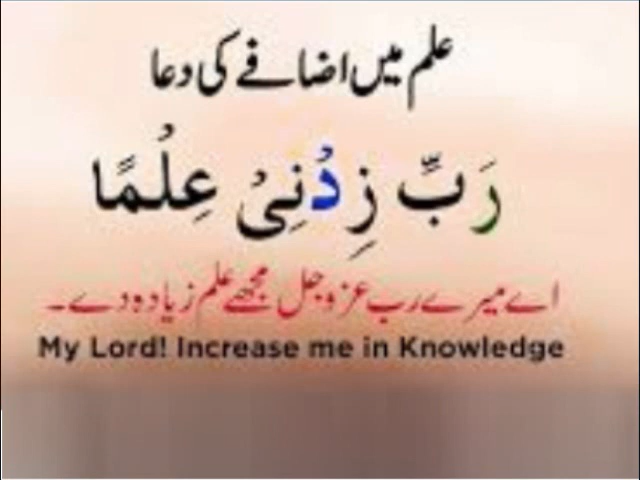 علم میں اضافے کی دعا
رَبِّ زِدْنِیْ عِلْمًا
اے میرے رب عزوجل مجھے علم زیادہ دے۔
My Lord! Increase me in Knowledge